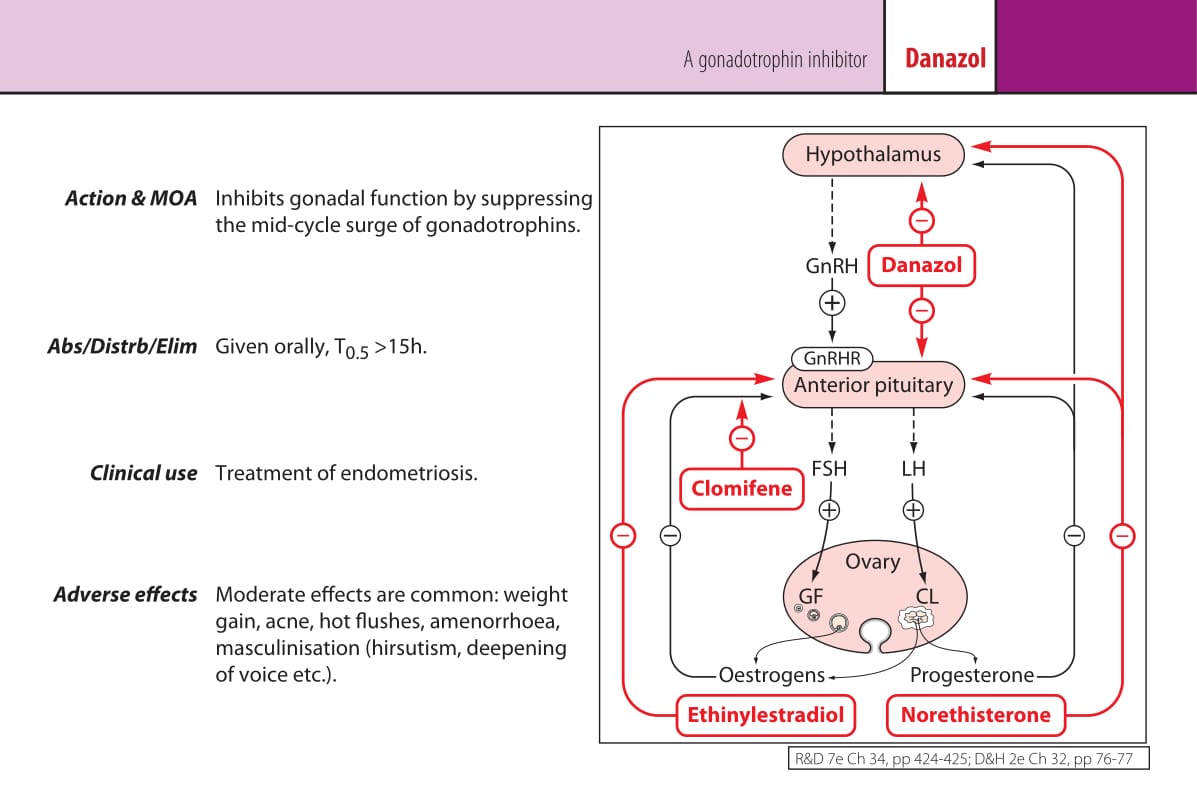 A gonadotrophin inhibitor
Danazol
Action & MOA
Inhibits gonadal function by suppressing
the mid-cycle surge of gonadotrophins.
Abs/Distrb/Elim
Given orally, T0.5 >15h.
Clinical use
Treatment of endometriosis.
Adverse effects
Moderate effects are common: weight
gain, acne, hot flushes, amenorrhoea,
masculinisation (hirsutism, deepening
of voice etc.).
Hypothalamus
−
GnRH
Danazol
+
−
GnRHR
Anterior pituitary
−
FSH
LH
Clomifene
+
+
−
−
−
−
Ovary
GF
CL
Oestrogens
Progesterone
Ethinylestradiol
Norethisterone
R&D 7e Ch 34, pp 424-425; D&H 2e Ch 32, pp 76-77